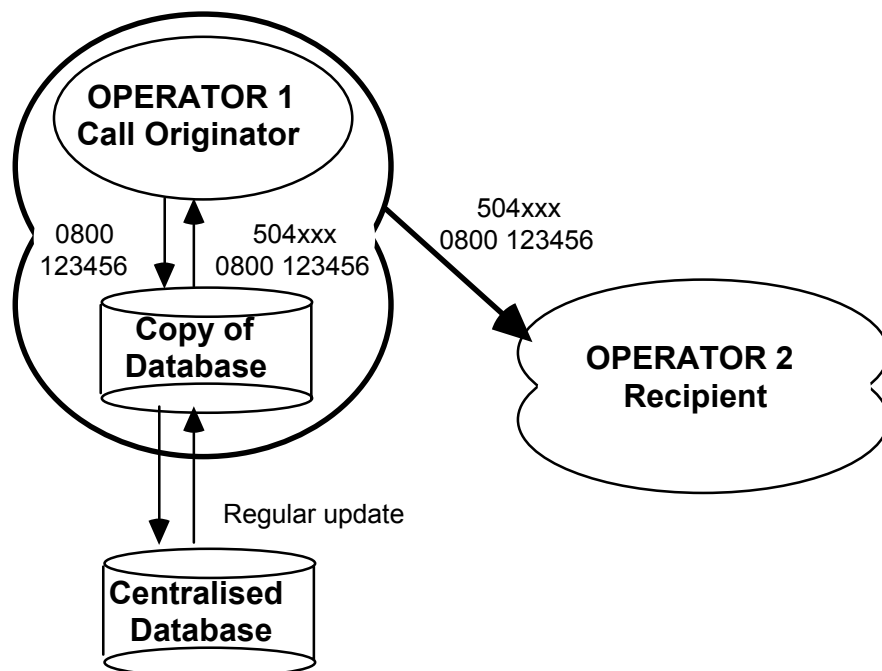 OPERATOR 1
Call Originator
0800
123456
504xxx
0800 123456
504xxx
0800 123456
Copy of
Database
OPERATOR 2
Recipient
Regular update
Centralised
Database